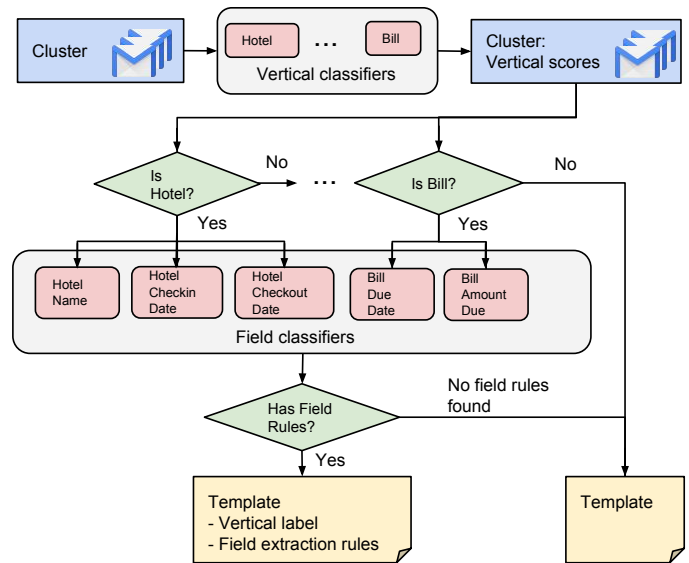 Cluster
Hotel
...
Bill
Vertical classifiers
Cluster:
Vertical scores
Is
Hotel?
No
...
Is Bill?
No
Yes
Yes
Hotel
Name
Hotel
Checkin
Date
Hotel
Checkout
Date
Bill
Due
Date
Bill
Amount
Due
Field classifiers
Has Field
Rules?
No field rules
found
Yes
Template
- Vertical label
- Field extraction rules
Template